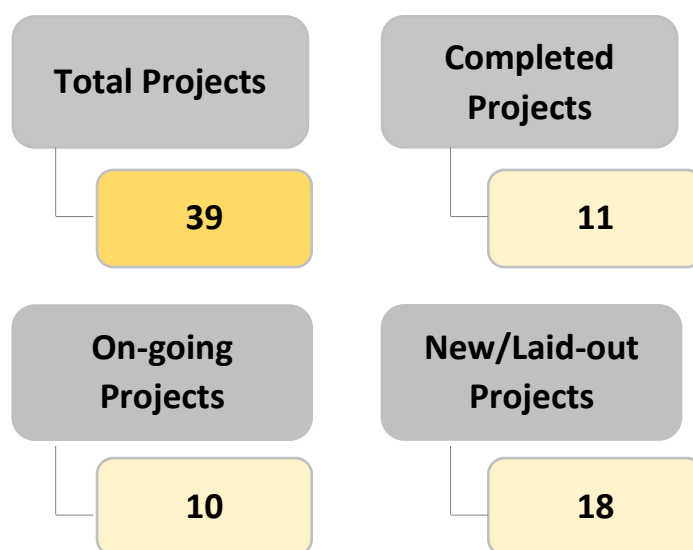 Total Projects
39
Completed
Projects
11
On-going
Projects
10
New/Laid-out
Projects
18